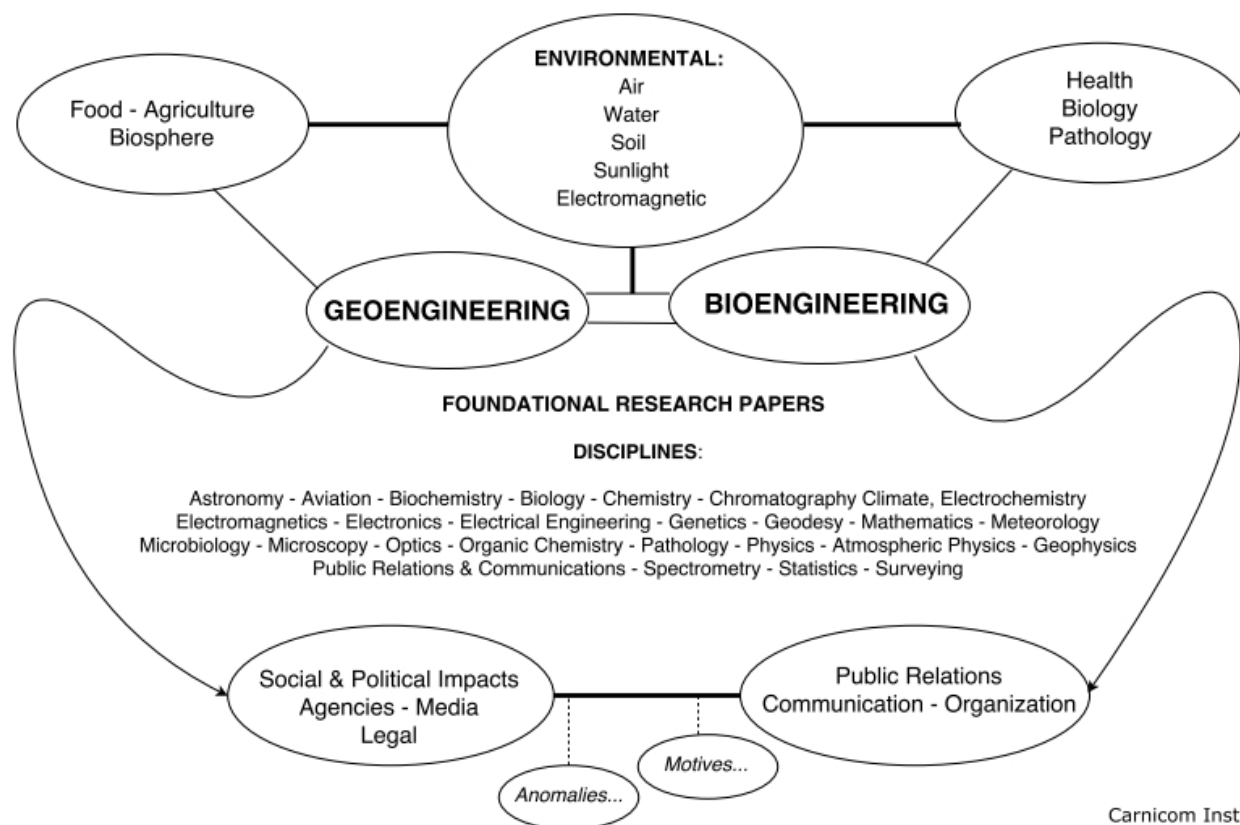 ENVIRONMENTAL:
Air
Water
Soil
Sunlight
Electromagnetic
Food - Agriculture
Biosphere
Health
Biology
Pathology
GEOENGINEERING
BIOENGINEERING
FOUNDATIONAL RESEARCH PAPERS
DISCIPLINES:
Astronomy - Aviation - Biochemistry - Biology - Chemistry - Chromatography Climate, Electrochemistry
Electromagnetics - Electronics - Electrical Engineering - Genetics - Geodesy - Mathematics - Meteorology
Microbiology - Microscopy - Optics - Organic Chemistry - Pathology - Physics - Atmospheric Physics - Geophysics
Public Relations & Communications - Spectrometry - Statistics - Surveying
Social & Political Impacts
Agencies - Media
Legal
Public Relations
Communication - Organization
Anomalies...
Motives...
Carnicom Inst